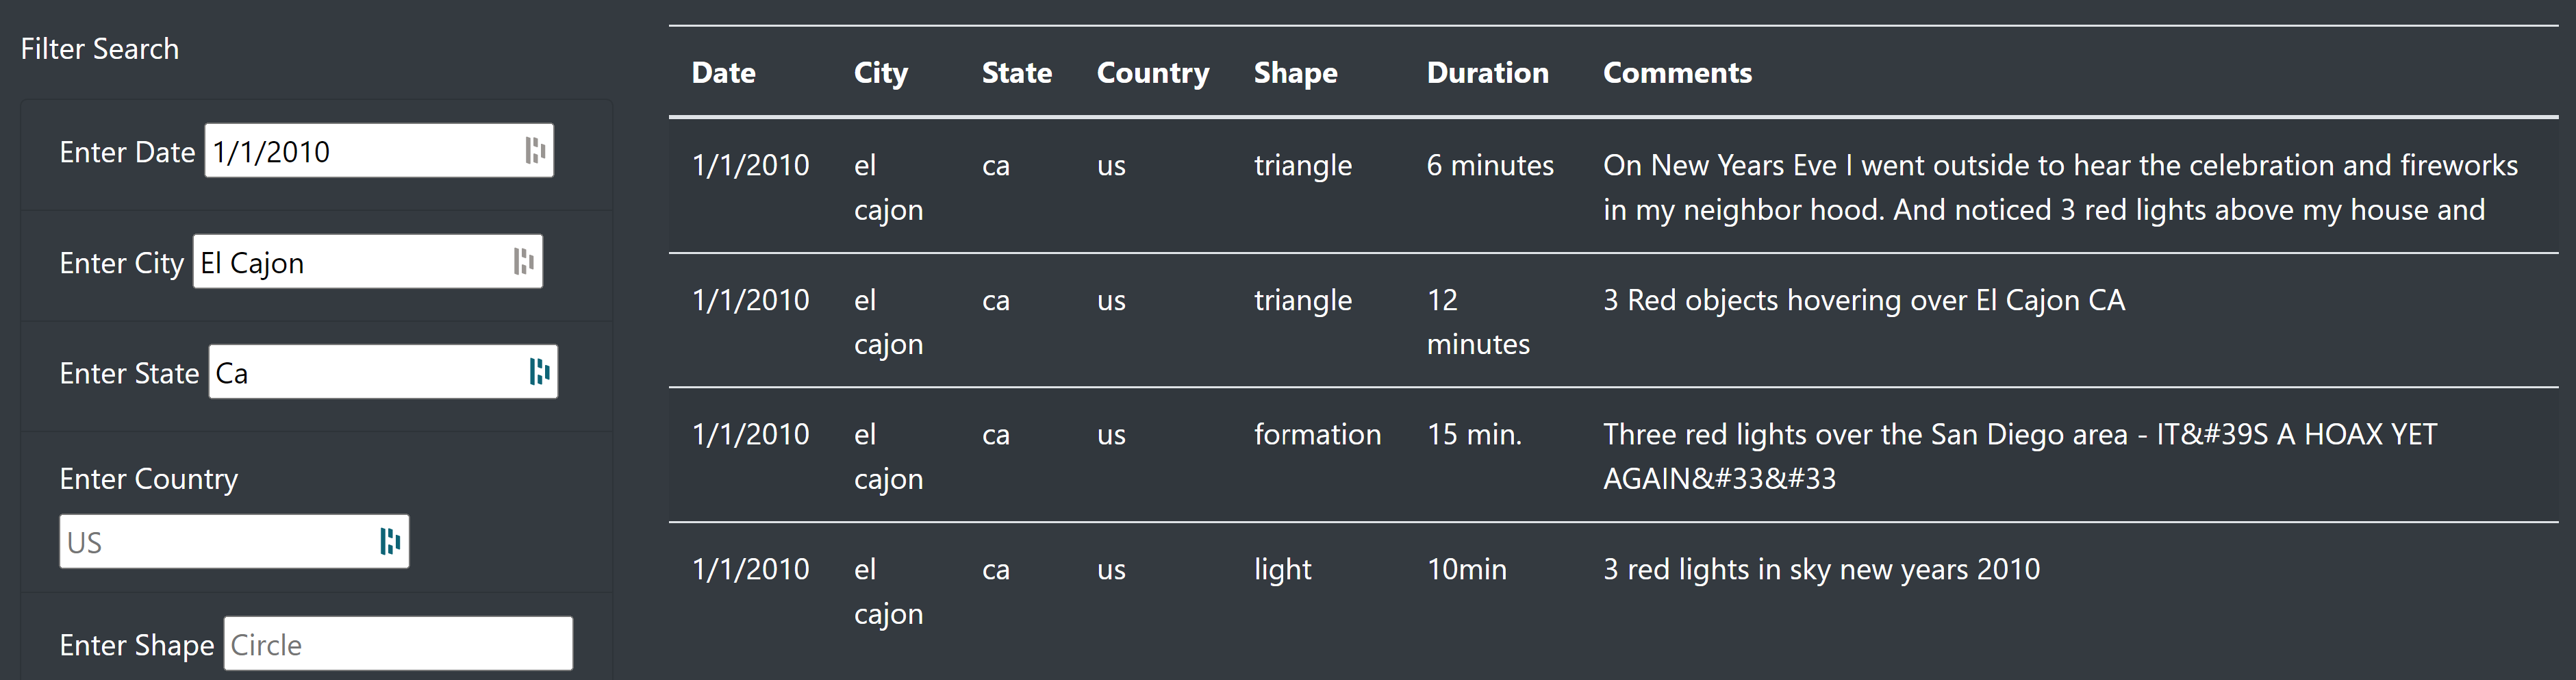 Filter Search
Enter Date 1/1/2010
Enter City El Cajon
Enter State Ca
Enter Country
US
Enter Shape Circle
Date City State Country Shape Duration Comments
1/1/2010 el ca us triangle 6 minutes On New Years Eve I went outside to hear the celebration and fireworks
cajon in my neighbor hood. And noticed 3 red lights above my house and
1/1/2010 el ca us triangle 12 3 Red objects hovering over El Cajon CA
cajon minutes
1/1/2010 el ca us formation 15 min. Three red lights over the San Diego area - IT&#39S A HOAX YET
cajon AGAIN&#33&#33
1/1/2010 el ca us light 10min 3 red lights in sky new years 2010
cajon